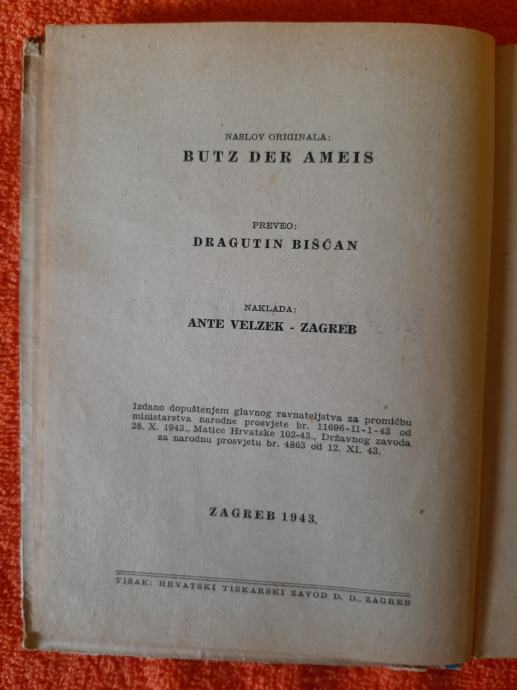 NASLOV ORIGINALA:
BUTZ DER AMEIS
PREVEO:
DRAGUTIN BIŠĆAN
NAKLADA:
ANTE VELZEK - ZAGREB
Izdano dopuštenjem glavnog ravnateljstva za promičbu
ministarstva narodne prosvjete br. 11696-II-1-43 od
28. X. 1943., Matice Hrvatske 102-43., Državnog zavoda
za narodnu prosvjetu br. 4863 od 12. XI. 43.
ZAGREB 1943.
TISAK: HRVATSKI TISKARSKI ZAVOD D. D., ZAGREB